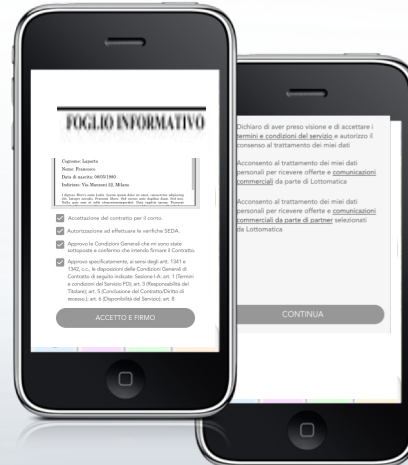 FOGLIO INFORMATIVO
Cognome: Laporta
Nome: Francesco
Data di nascita: 08/05/1980
Indirizzo: Via Manzoni 22, Milano
Accettazione del contratto per il conto.
Autorizzazione ad effettuare le verifiche SEDA.
Approvo le Condizioni Generali che mi sono state
sottoposte e confermo che intendo firmare il Contratto
Approvo specificamente, ai sensi degli art. 1341 e
1342, c.c., le disposizioni delle Condizioni Generali di
Contratto di seguito indicate: Sezione I-A: art. 1 (Termini
e condizioni del Servizio FD); art. 3 (Responsabilità del
Titolare); art. 5 (Conclusione del Contratto/Diritto di
recesso); art. 6 (Disponibilità del Servizio); art. 8
ACCETTO E FIRMO
Dichiaro di aver preso visione e di accettare i
termini e condizioni del servizio e autorizzo il
consenso al trattamento dei miei dati
Acconsento al trattamento dei miei dati
personali per ricevere offerte e comunicazioni
commerciali da parte di Lottomatica
Acconsento al trattamento dei miei dati
personali per ricevere offerte e comunicazioni
commerciali da parte di partner selezionati
da Lottomatica
CONTINUA